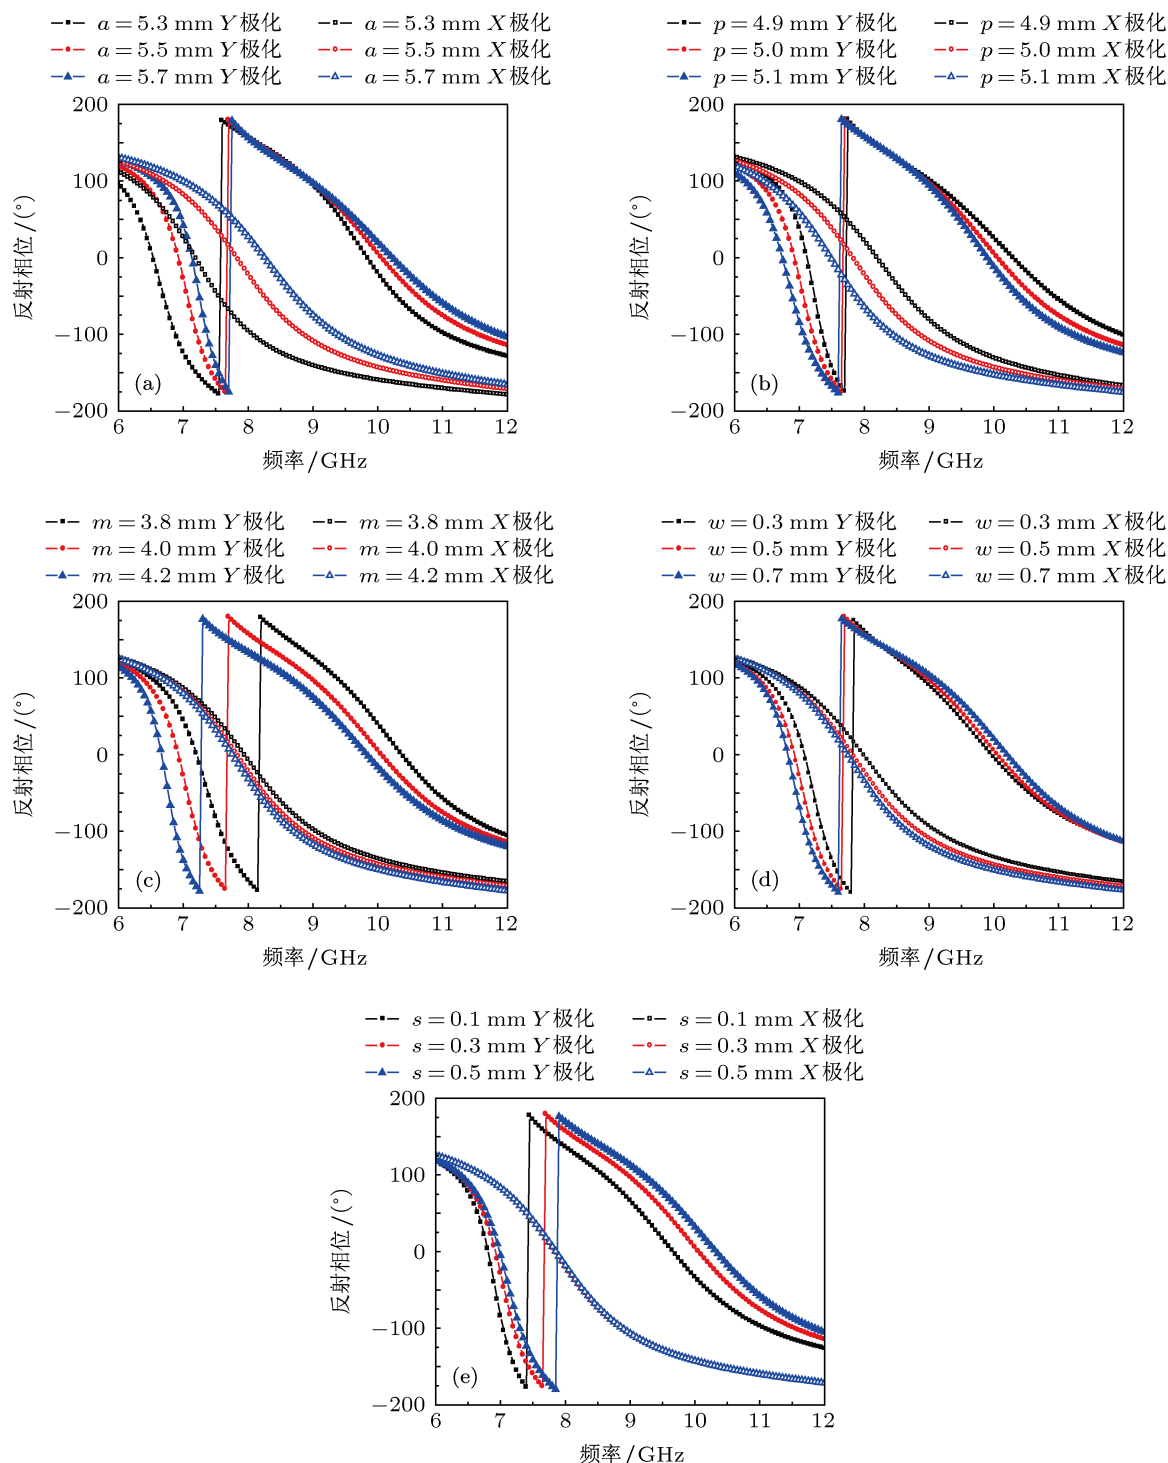 a = 5.3 mm Y极化 a = 5.3 mm X极化
a = 5.5 mm Y极化 a = 5.5 mm X极化
a = 5.7 mm Y极化 a = 5.7 mm X极化
200
100
0
−100
−200
反射相位/(°)
(a)
6 7 8 9 10 11 12
频率/GHz
p = 4.9 mm Y极化 p = 4.9 mm X极化
p = 5.0 mm Y极化 p = 5.0 mm X极化
p = 5.1 mm Y极化 p = 5.1 mm X极化
200
100
0
−100
−200
反射相位/(°)
(b)
6 7 8 9 10 11 12
频率/GHz
m = 3.8 mm Y极化 m = 3.8 mm X极化
m = 4.0 mm Y极化 m = 4.0 mm X极化
m = 4.2 mm Y极化 m = 4.2 mm X极化
200
100
0
−100
−200
反射相位/(°)
(c)
6 7 8 9 10 11 12
频率/GHz
w = 0.3 mm Y极化 w = 0.3 mm X极化
w = 0.5 mm Y极化 w = 0.5 mm X极化
w = 0.7 mm Y极化 w = 0.7 mm X极化
200
100
0
−100
−200
反射相位/(°)
(d)
6 7 8 9 10 11 12
频率/GHz
s = 0.1 mm Y极化 s = 0.1 mm X极化
s = 0.3 mm Y极化 s = 0.3 mm X极化
s = 0.5 mm Y极化 s = 0.5 mm X极化
200
100
0
−100
−200
反射相位/(°)
(e)
6 7 8 9 10 11 12
频率/GHz